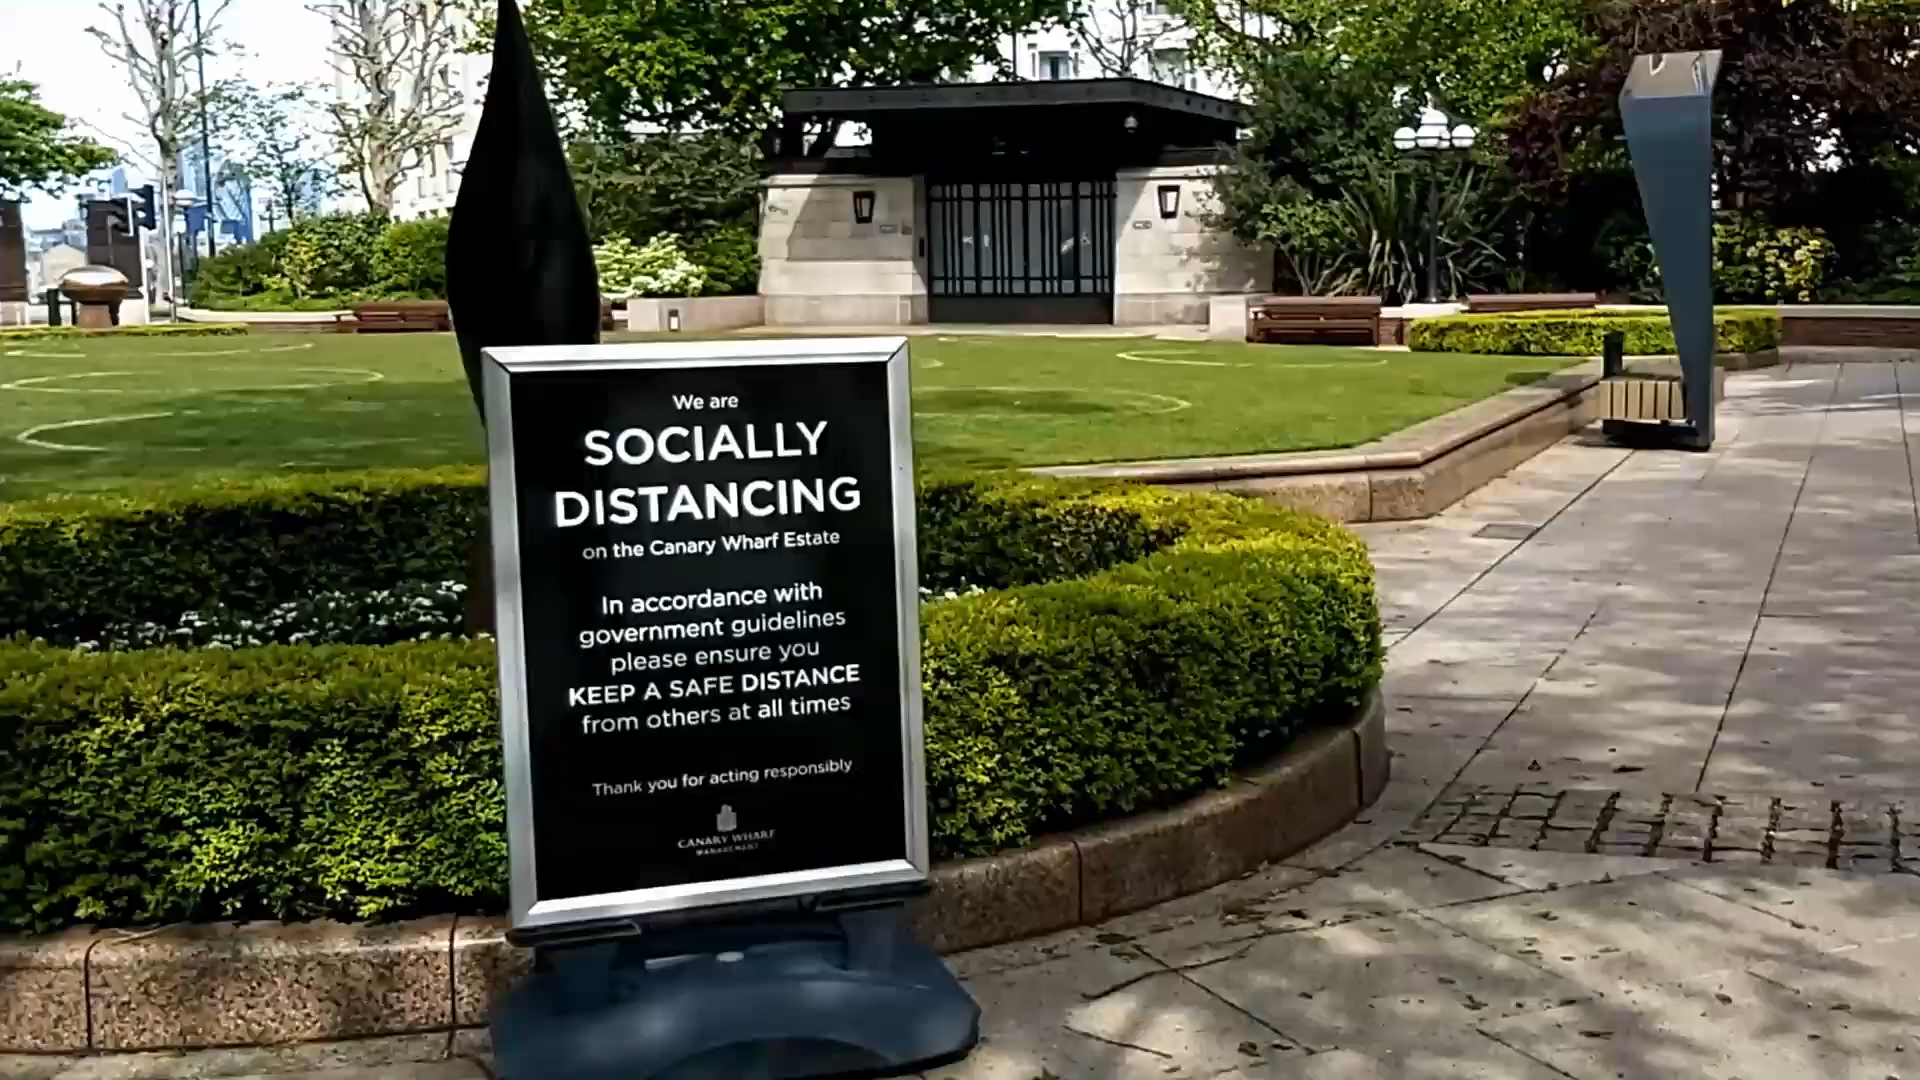 We are
SOCIALLY
DISTANCING
on the Canary Wharf Estate
In accordance with
government guidelines
please ensure you
KEEP A SAFE DISTANCE
from others at all times
Thank you for acting responsibly
CANARY WHARF
MANAGEMENT